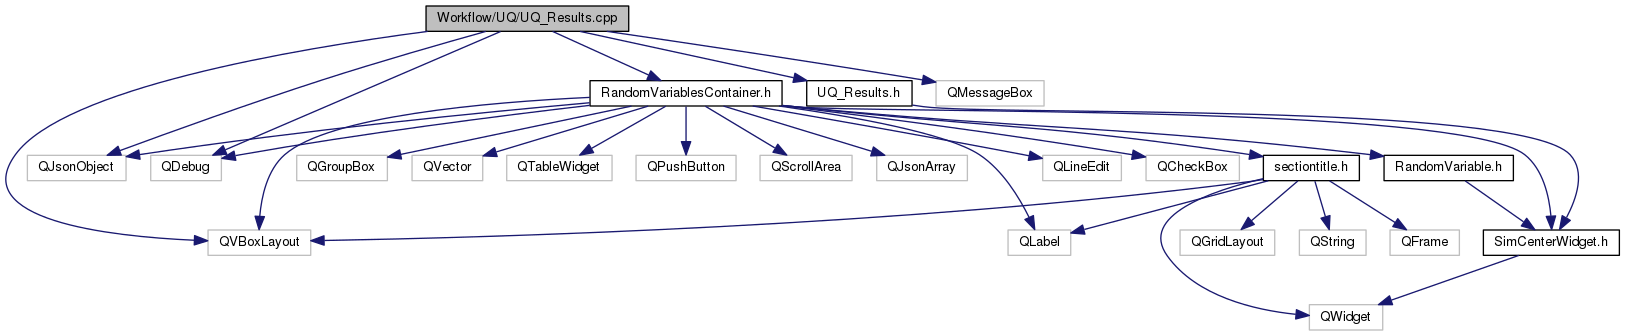 Workflow/UQ/UQ_Results.cpp
RandomVariablesContainer.h
UQ_Results.h
QMessageBox
QJsonObject
QDebug
QGroupBox
QVector
QTableWidget
QPushButton
QScrollArea
QJsonArray
QLineEdit
QCheckBox
sectiontitle.h
RandomVariable.h
QVBoxLayout
QLabel
QGridLayout
QString
QFrame
SimCenterWidget.h
QWidget